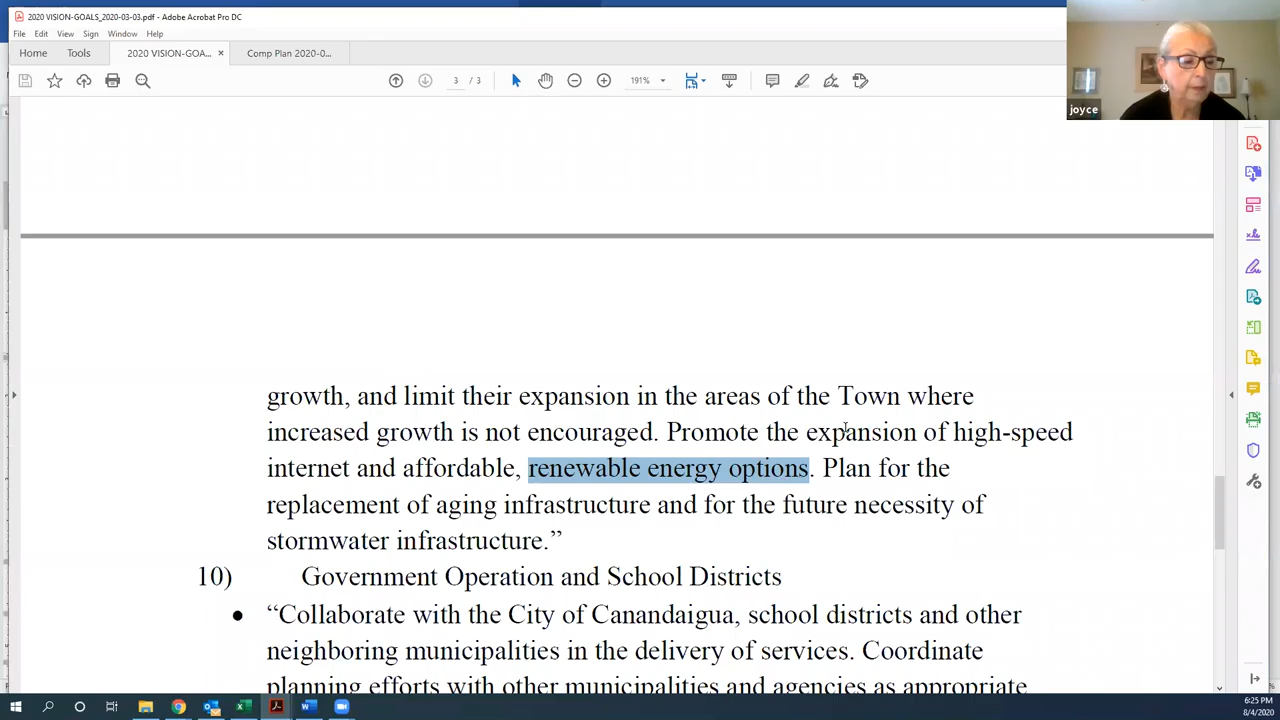 2020 VISION-GOALS_2020-03-03.pdf - Adobe Acrobat Pro DC
File Edit View Sign Window Help
Home Tools 2020 VISION-GOA... × Comp Plan 2020-0...
3 / 3 191%
joyce
growth, and limit their expansion in the areas of the Town where
increased growth is not encouraged. Promote the expansion of high-speed
internet and affordable, renewable energy options. Plan for the
replacement of aging infrastructure and for the future necessity of
stormwater infrastructure.”
10) Government Operation and School Districts
• “Collaborate with the City of Canandaigua, school districts and other
neighboring municipalities in the delivery of services. Coordinate
planning efforts with other municipalities and agencies as appropriate
6:25 PM
8/4/2020